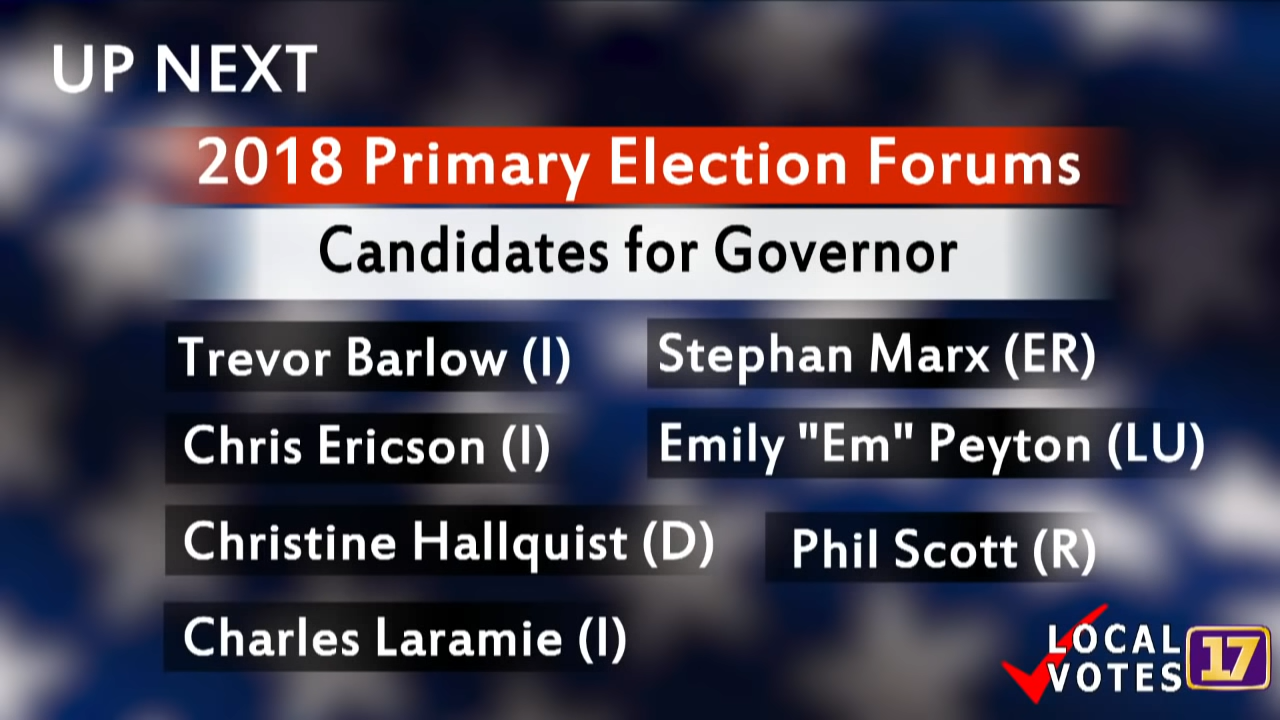 UP NEXT
2018 Primary Election Forums
Candidates for Governor
Trevor Barlow (I)
Chris Ericson (I)
Christine Hallquist (D)
Charles Laramie (I)
Stephan Marx (ER)
Emily "Em" Peyton (LU)
Phil Scott (R)
LOCAL
VOTES
17